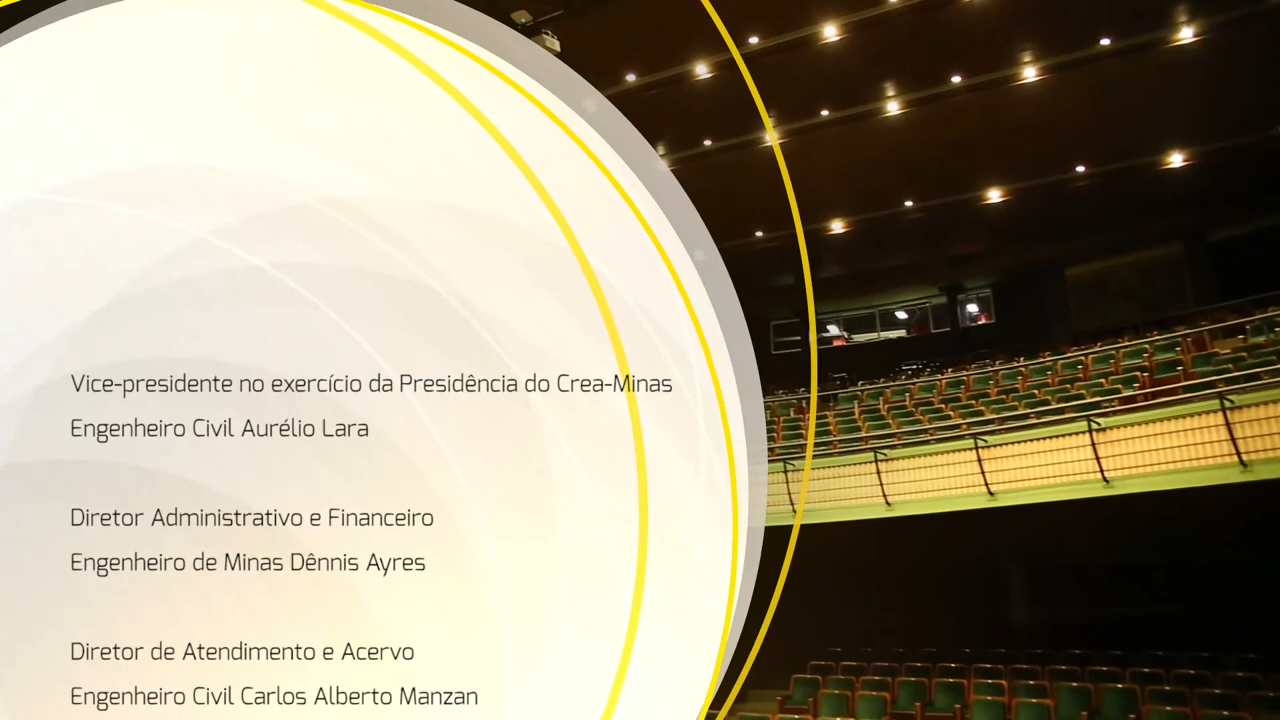 Vice-presidente no exercício da Presidência do Crea-Minas
Engenheiro Civil Aurélio Lara
Diretor Administrativo e Financeiro
Engenheiro de Minas Dênnis Ayres
Diretor de Atendimento e Acervo
Engenheiro Civil Carlos Alberto Manzan